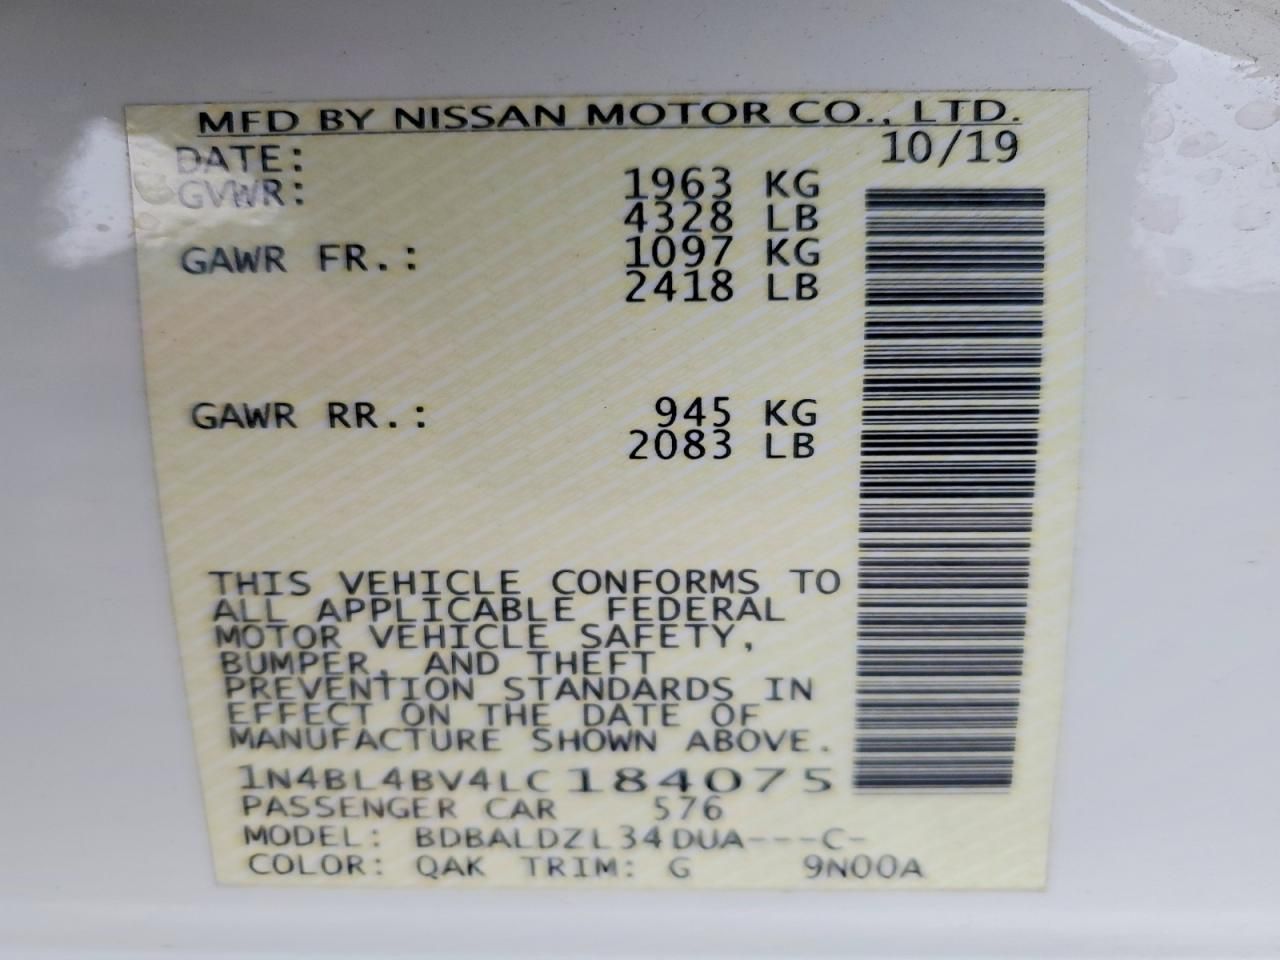 MFD BY NISSAN MOTOR CO., LTD.
DATE: 10/19
GVWR: 1963 KG
4328 LB
GAWR FR.: 1097 KG
2418 LB
GAWR RR.: 945 KG
2083 LB
THIS VEHICLE CONFORMS TO
ALL APPLICABLE FEDERAL
MOTOR VEHICLE SAFETY,
BUMPER, AND THEFT
PREVENTION STANDARDS IN
EFFECT ON THE DATE OF
MANUFACTURE SHOWN ABOVE.
1N4BL4BV4LC184075
PASSENGER CAR 576
MODEL: BDBALDZL34DUA---C-
COLOR: QAK TRIM: G 9N00A